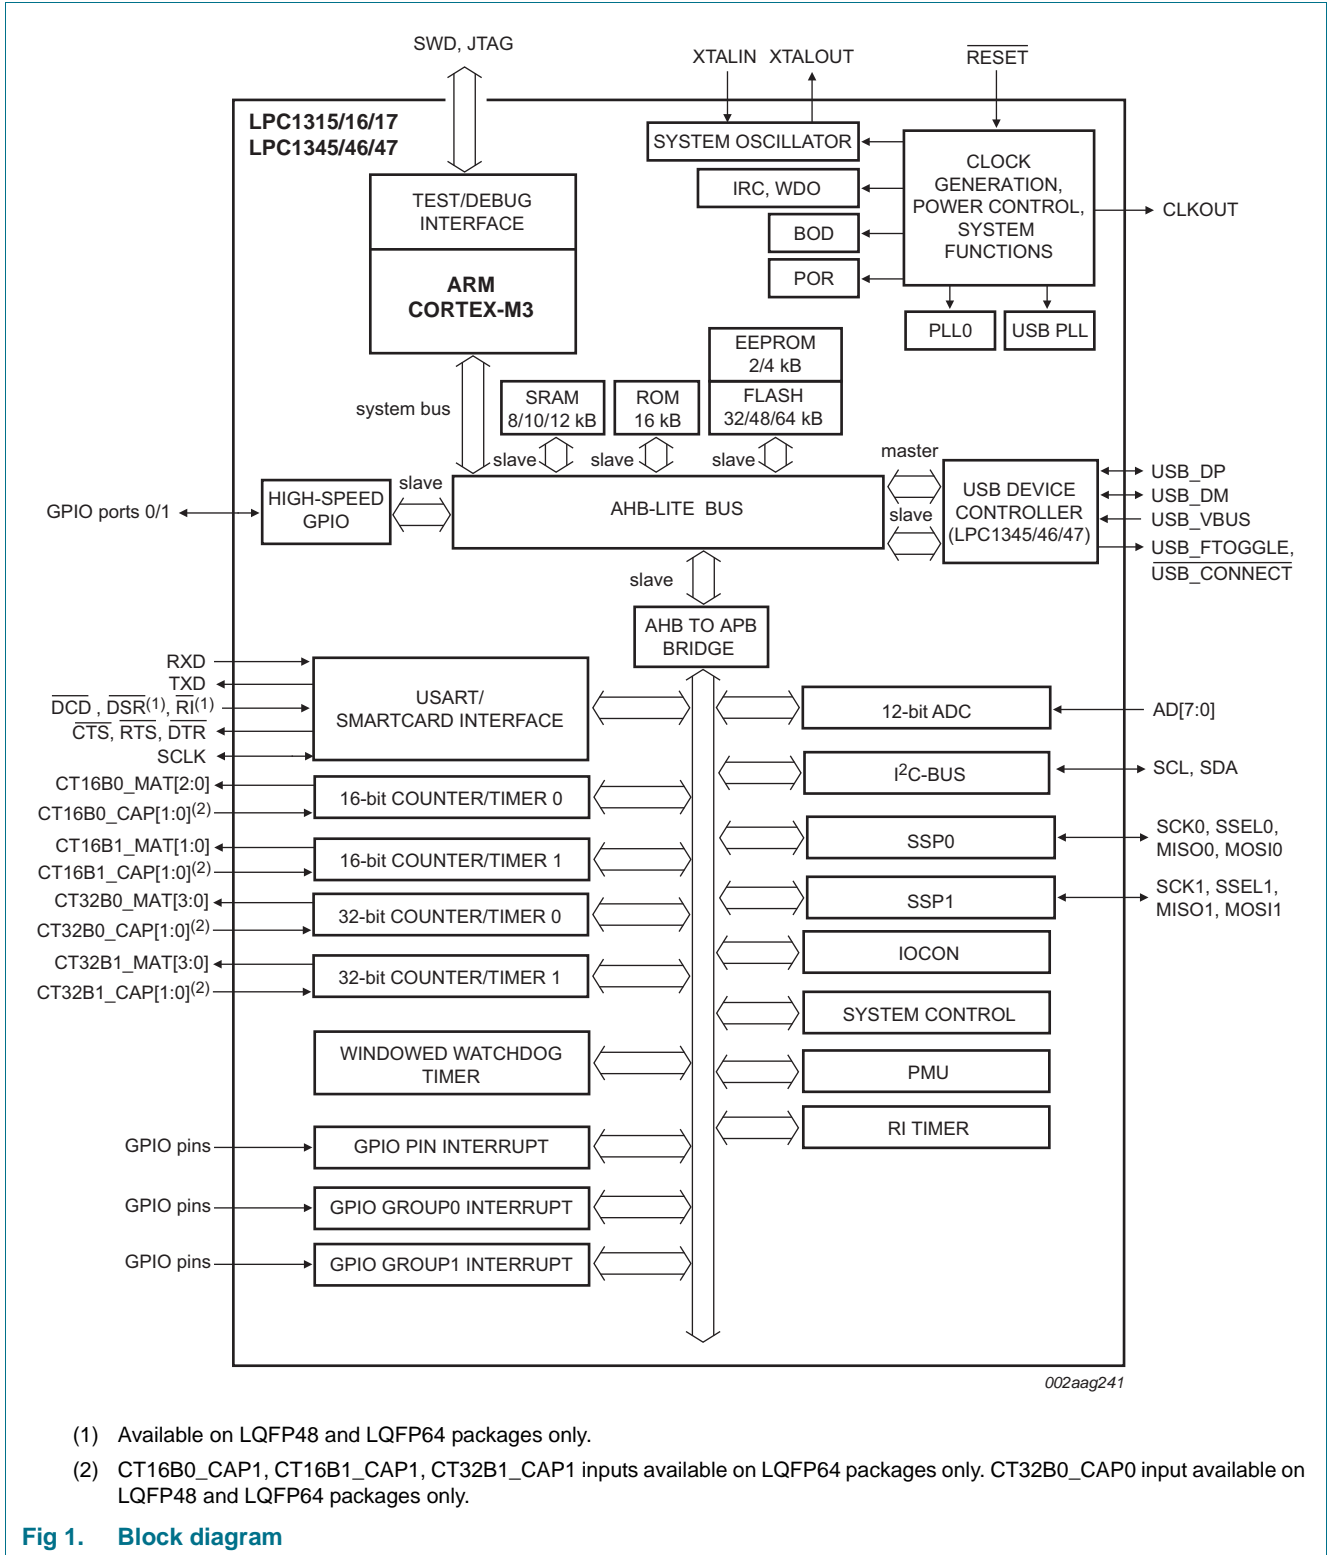 SWD, JTAG
XTALIN XTALOUT
RESET
LPC1315/16/17
LPC1345/46/47
TEST/DEBUG
INTERFACE
ARM
CORTEX-M3
SYSTEM OSCILLATOR
IRC, WDO
BOD
POR
CLOCK
GENERATION,
POWER CONTROL,
SYSTEM
FUNCTIONS
CLKOUT
PLL0
USB PLL
system bus
SRAM
8/10/12 kB
ROM
16 kB
EEPROM
2/4 kB
FLASH
32/48/64 kB
slave
slave
slave
master
slave
GPIO ports 0/1
HIGH-SPEED
GPIO
slave
AHB-LITE BUS
USB DEVICE
CONTROLLER
(LPC1345/46/47)
USB_DP
USB_DM
USB_VBUS
USB_FTOGGLE,
USB_CONNECT
slave
AHB TO APB
BRIDGE
RXD
TXD
DCD , DSR(1), RI(1)
CTS, RTS, DTR
SCLK
USART/
SMARTCARD INTERFACE
CT16B0_MAT[2:0]
CT16B0_CAP[1:0](2)
16-bit COUNTER/TIMER 0
CT16B1_MAT[1:0]
CT16B1_CAP[1:0](2)
16-bit COUNTER/TIMER 1
CT32B0_MAT[3:0]
CT32B0_CAP[1:0](2)
32-bit COUNTER/TIMER 0
CT32B1_MAT[3:0]
CT32B1_CAP[1:0](2)
32-bit COUNTER/TIMER 1
WINDOWED WATCHDOG
TIMER
GPIO pins
GPIO PIN INTERRUPT
GPIO pins
GPIO GROUP0 INTERRUPT
GPIO pins
GPIO GROUP1 INTERRUPT
12-bit ADC
AD[7:0]
I2C-BUS
SCL, SDA
SSP0
SCK0, SSEL0,
MISO0, MOSI0
SSP1
SCK1, SSEL1,
MISO1, MOSI1
IOCON
SYSTEM CONTROL
PMU
RI TIMER
002aag241
(1) Available on LQFP48 and LQFP64 packages only.
(2) CT16B0_CAP1, CT16B1_CAP1, CT32B1_CAP1 inputs available on LQFP64 packages only. CT32B0_CAP0 input available on
LQFP48 and LQFP64 packages only.
Fig 1. Block diagram